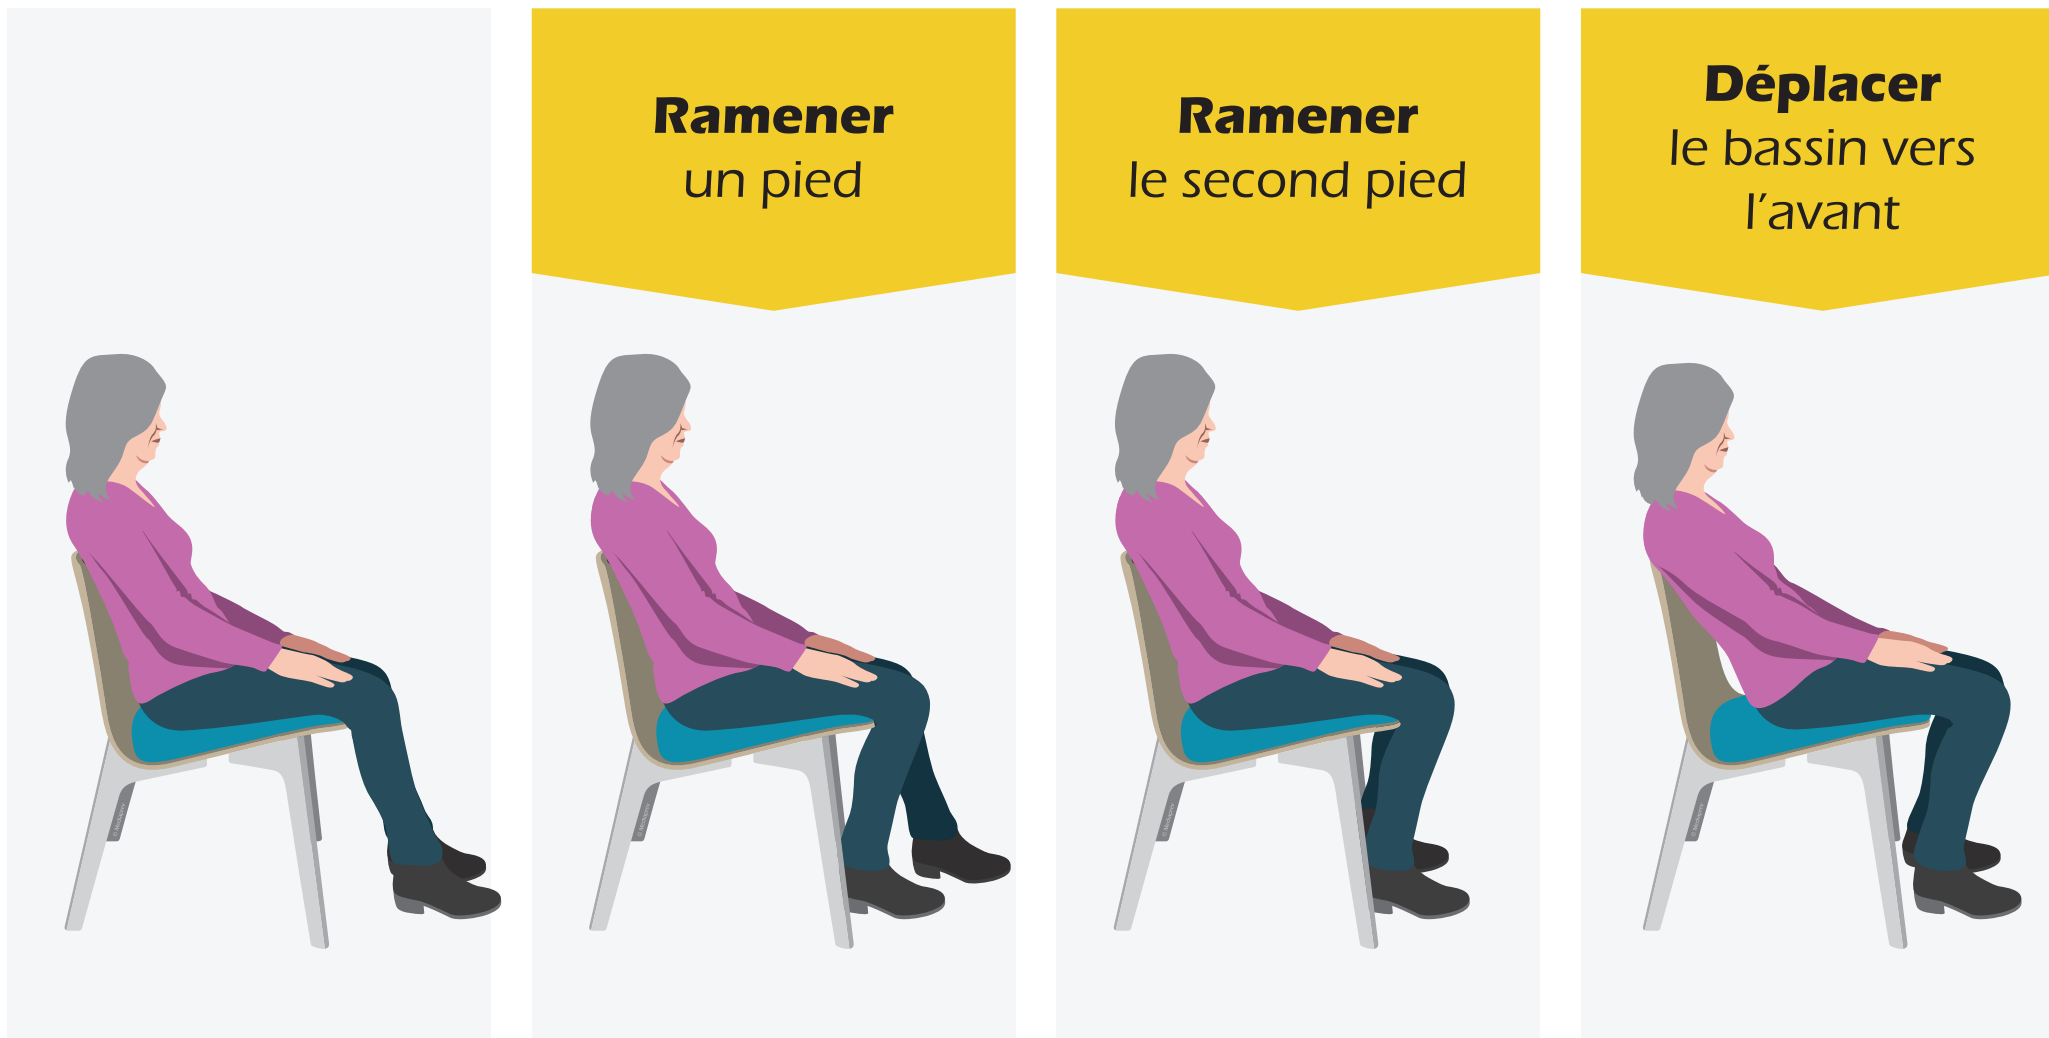 Ramener
un pied
Ramener
le second pied
Déplacer
le bassin vers
l'avant